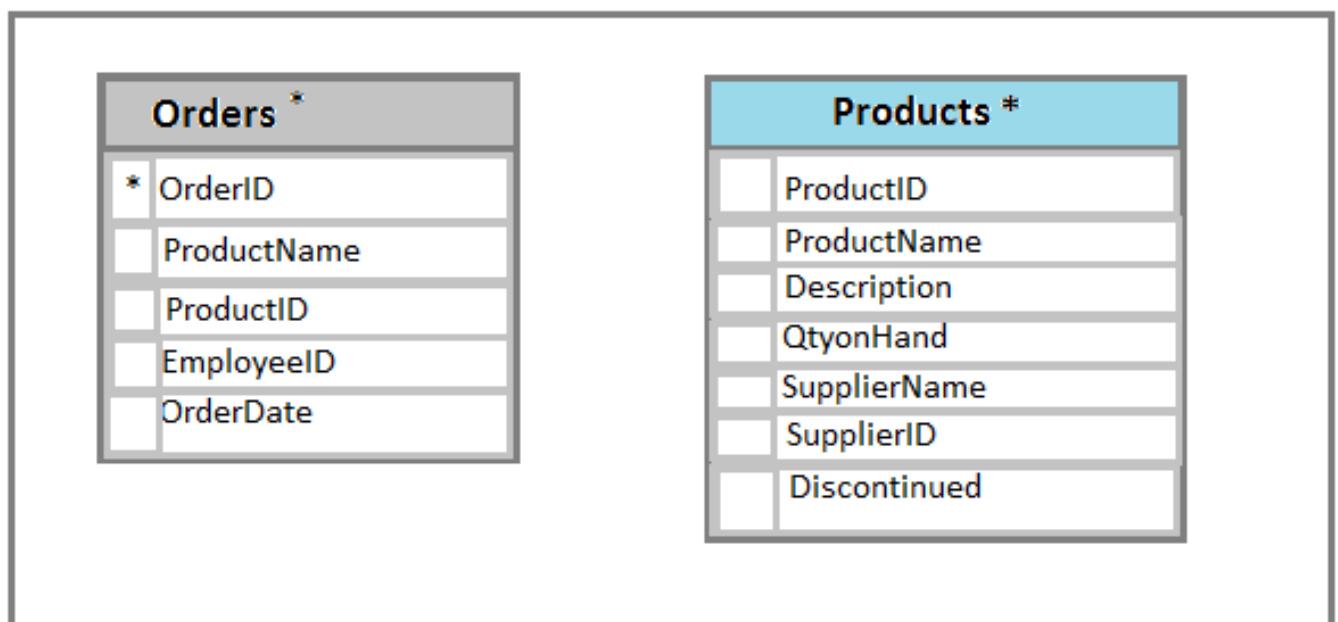 Orders *
* OrderID
ProductName
ProductID
EmployeeID
OrderDate
Products *
ProductID
ProductName
Description
QtyonHand
SupplierName
SupplierID
Discontinued